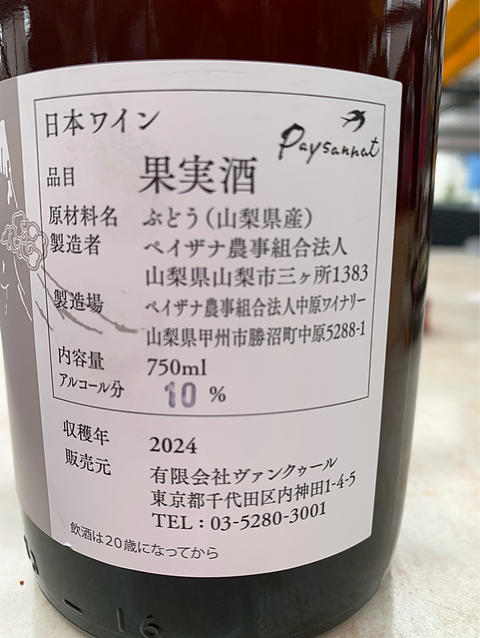 日本ワイン
Paysannat
品目 果実酒
原材料名 ぶどう(山梨県産)
製造者 ペイザナ農事組合法人
山梨県山梨市三ヶ所1383
製造場 ペイザナ農事組合法人中原ワイナリー
山梨県甲州市勝沼町中原5288-1
内容量 750ml
アルコール分 10 %
収穫年 2024
販売元 有限会社ヴァンクゥール
東京都千代田区内神田1-4-5
TEL:03-5280-3001
飲酒は20歳になってから